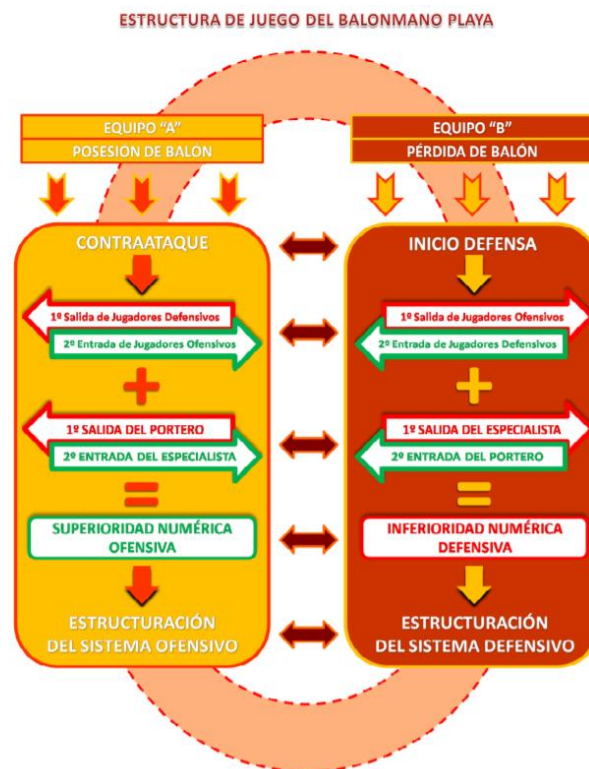 ESTRUCTURA DE JUEGO DEL BALONMANO PLAYA
EQUIPO "A"
POSESIÓN DE BALÓN
CONTRAATAQUE
1º Salida de Jugadores Defensivos
2º Entrada de Jugadores Ofensivos
+
1º SALIDA DEL PORTERO
2º ENTRADA DEL ESPECIALISTA
=
SUPERIORIDAD NUMÉRICA
OFENSIVA
ESTRUCTURACIÓN
DEL SISTEMA OFENSIVO
EQUIPO "B"
PÉRDIDA DE BALÓN
INICIO DEFENSA
1º Salida de Jugadores Ofensivos
2º Entrada de Jugadores Defensivos
+
1º SALIDA DEL ESPECIALISTA
2º ENTRADA DEL PORTERO
=
INFERIORIDAD NUMÉRICA
DEFENSIVA
ESTRUCTURACIÓN
DEL SISTEMA DEFENSIVO